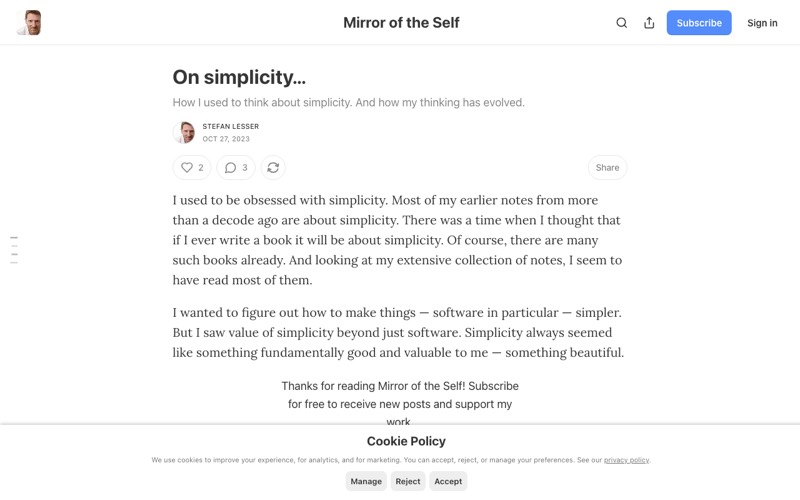 Mirror of the Self
Subscribe
Sign in
On simplicity...
How I used to think about simplicity. And how my thinking has evolved.
STEFAN LESSER
OCT 27, 2023
2
3
Share
I used to be obsessed with simplicity. Most of my earlier notes from more
than a decade ago are about simplicity. There was a time when I thought that
if I ever write a book it will be about simplicity. Of course, there are many
such books already. And looking at my extensive collection of notes, I seem to
have read most of them.
I wanted to figure out how to make things — software in particular — simpler.
But I saw value of simplicity beyond just software. Simplicity always seemed
like something fundamentally good and valuable to me — something beautiful.
Thanks for reading Mirror of the Self! Subscribe
for free to receive new posts and support my
work.
Cookie Policy
We use cookies to improve your experience, for analytics, and for marketing. You can accept, reject, or manage your preferences. See our privacy policy.
Manage
Reject
Accept